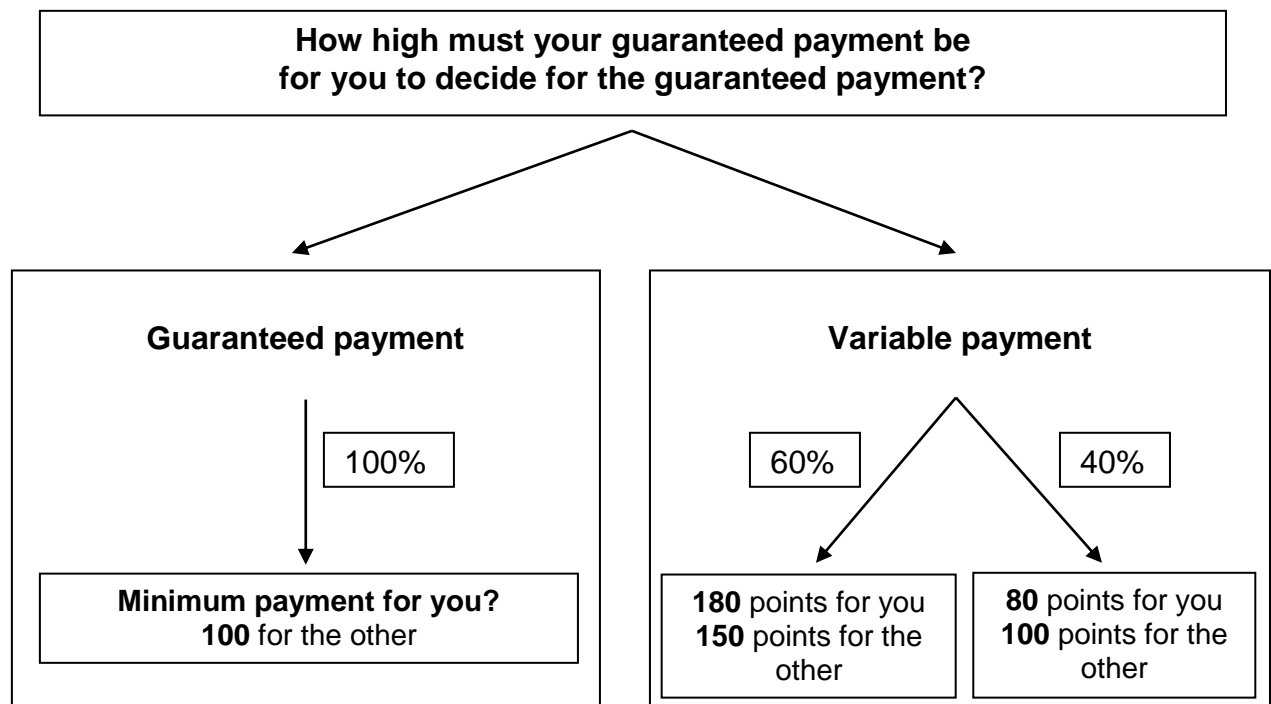 How high must your guaranteed payment be
for you to decide for the guaranteed payment?
Guaranteed payment
100%
Minimum payment for you?
100 for the other
Variable payment
60%
40%
180 points for you
150 points for the
other
80 points for you
100 points for the
other